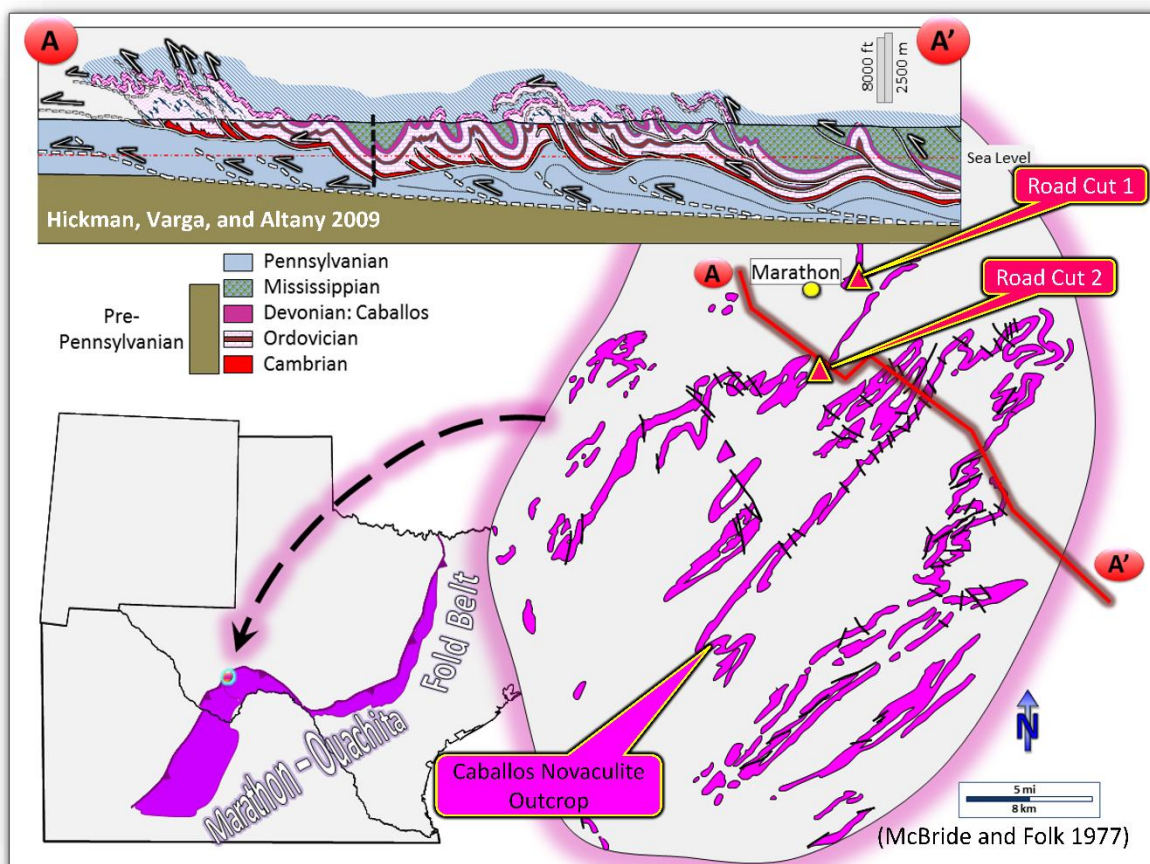 A
A'
8000 ft
2500 m
Sea Level
Hickman, Varga, and Altany 2009
Road Cut 1
Pennsylvanian
Mississippian
Devonian: Caballos
Ordovician
Cambrian
Pre-
Pennsylvanian
A
Marathon
Road Cut 2
A'
Marathon – Ouachita
Fold Belt
Caballos Novaculite
Outcrop
N
5 mi
8 km
(McBride and Folk 1977)